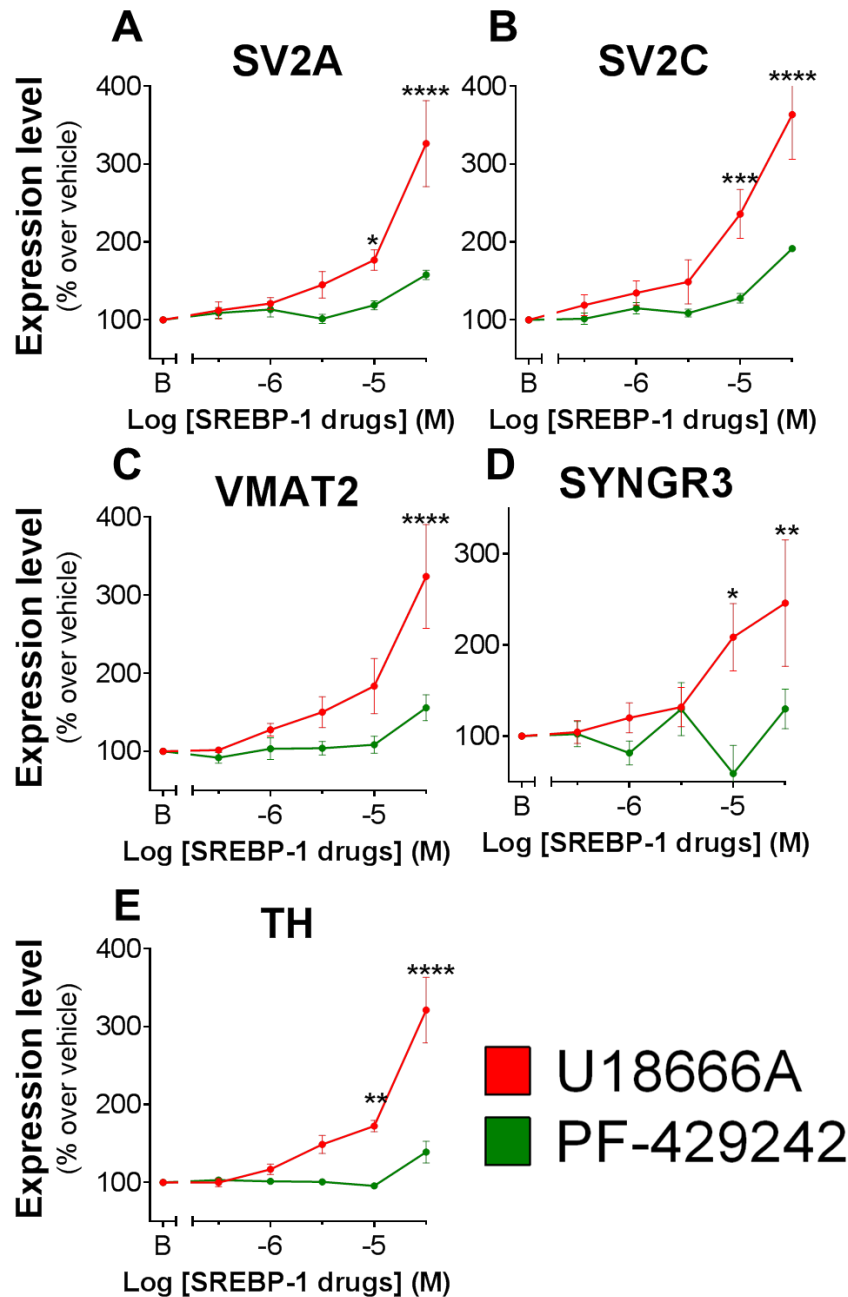 A
SV2A
Expression level
(% over vehicle)
400
300
200
100
*
****
B
-6
-5
Log [SREBP-1 drugs] (M)
B
SV2C
400
300
200
100
***
****
B
-6
-5
Log [SREBP-1 drugs] (M)
C
VMAT2
Expression level
(% over vehicle)
400
300
200
100
****
B
-6
-5
Log [SREBP-1 drugs] (M)
D
SYNGR3
300
200
100
*
**
B
-6
-5
Log [SREBP-1 drugs] (M)
E
TH
Expression level
(% over vehicle)
400
300
200
100
**
****
B
-6
-5
Log [SREBP-1 drugs] (M)
U18666A
PF-429242